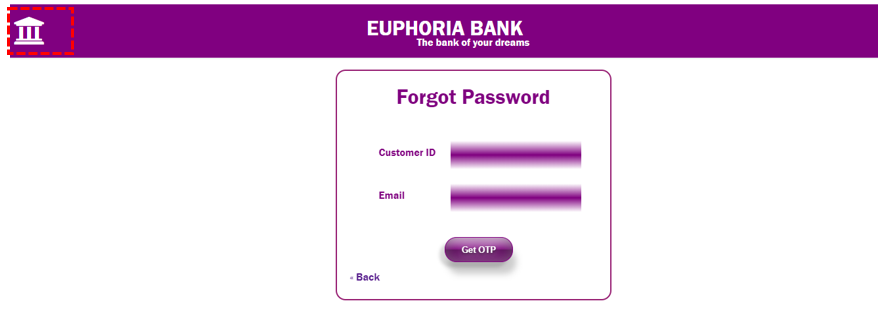 EUPHORIA BANK
The bank of your dreams
Forgot Password
Customer ID
Email
Get OTP
« Back